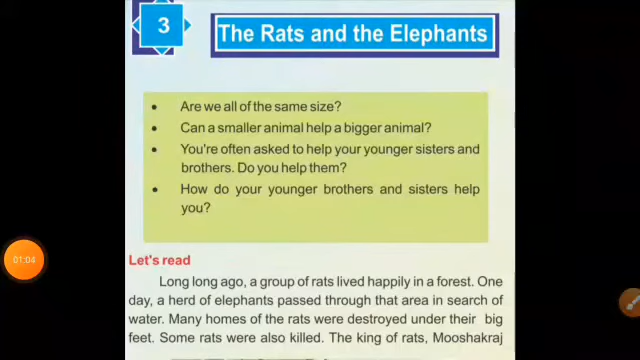 3
The Rats and the Elephants
• Are we all of the same size?
• Can a smaller animal help a bigger animal?
• You're often asked to help your younger sisters and
brothers. Do you help them?
• How do your younger brothers and sisters help
you?
Let's read
Long long ago, a group of rats lived happily in a forest. One
day, a herd of elephants passed through that area in search of
water. Many homes of the rats were destroyed under their big
feet. Some rats were also killed. The king of rats, Mooshakraj
01:04